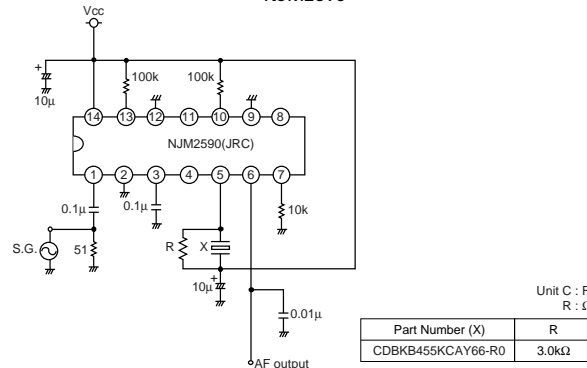 Vcc
+
10μ
100k
100k
14
13
12
11
10
9
8
NJM2590(JRC)
1
2
3
4
5
6
7
0.1μ
0.1μ
10k
S.G.
51
R
X
+
10μ
0.01μ
AF output
Unit C : F
R : Ω
Part Number (X) R
CDBKB455KCAY66-R0 3.0kΩ